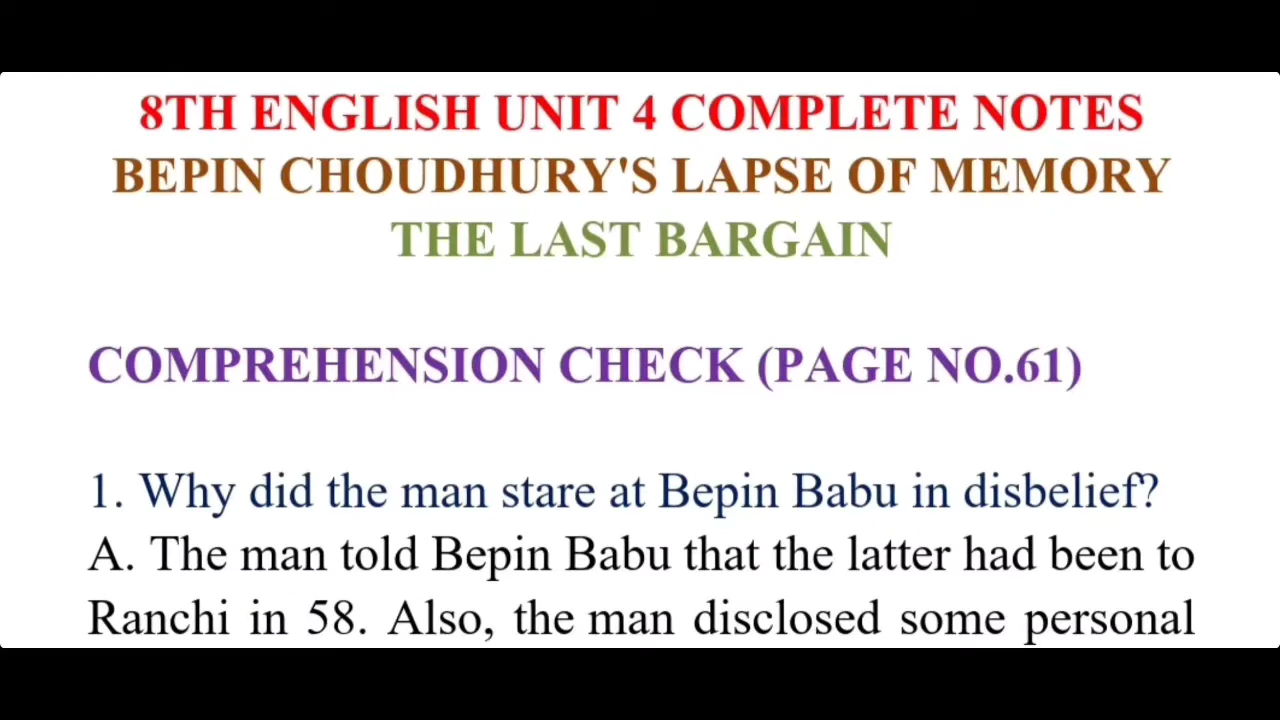 8TH ENGLISH UNIT 4 COMPLETE NOTES
BEPIN CHOUDHURY'S LAPSE OF MEMORY
THE LAST BARGAIN
COMPREHENSION CHECK (PAGE NO.61)
1. Why did the man stare at Bepin Babu in disbelief?
A. The man told Bepin Babu that the latter had been to
Ranchi in 58. Also, the man disclosed some personal